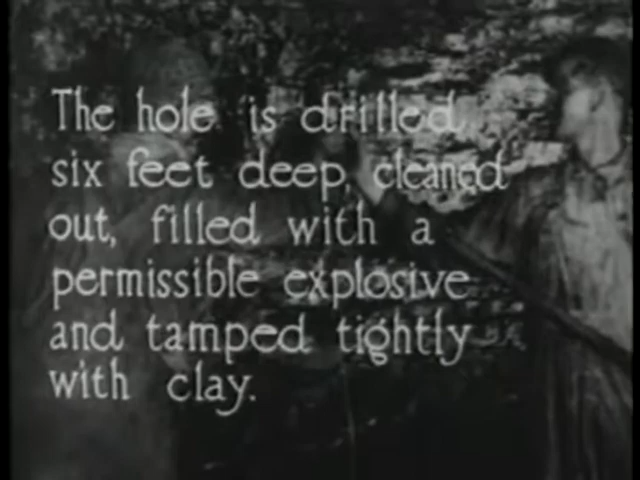 The hole is drilled
six feet deep, cleaned
out, filled with a
permissible explosive
and tamped tightly
with clay.